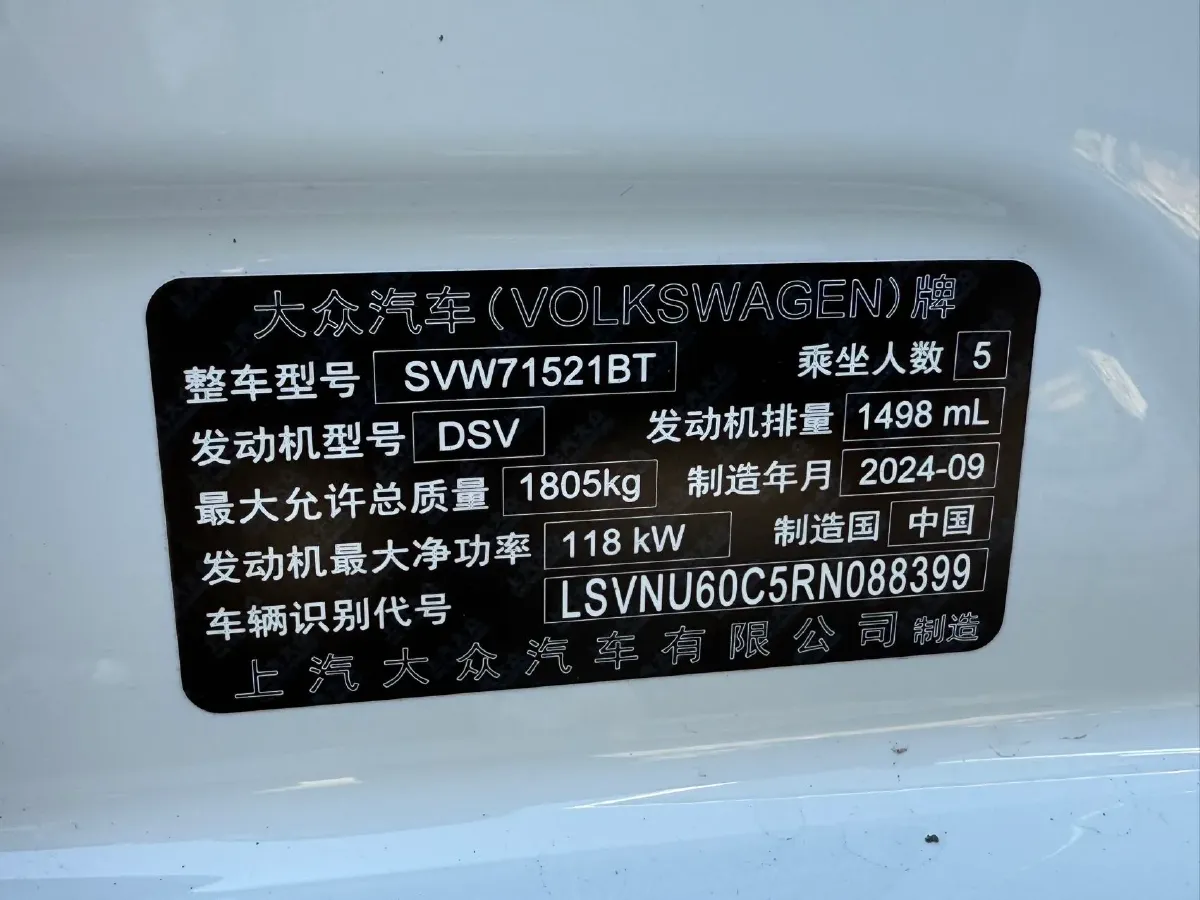 大众汽车(VOLKSWAGEN)牌
整车型号 SVW71521BT 乘坐人数 5
发动机型号 DSV 发动机排量 1498 mL
最大允许总质量 1805kg 制造年月 2024-09
发动机最大净功率 118 kW 制造国 中国
车辆识别代号 LSVNU60C5RN088399
上汽大众汽车有限公司 制造